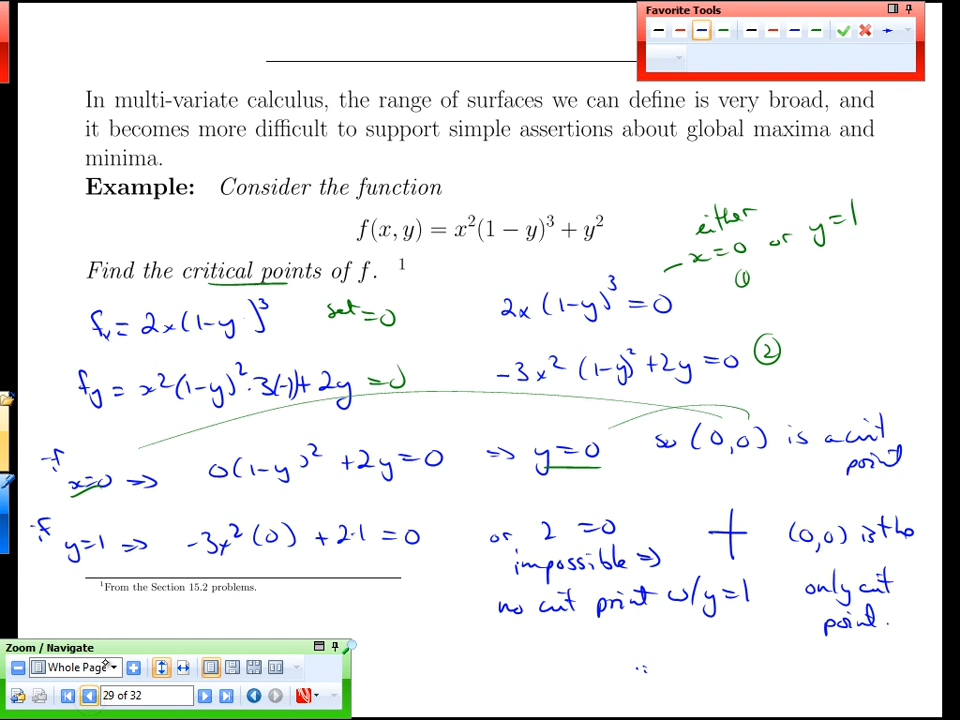 Favorite Tools
In multi-variate calculus, the range of surfaces we can define is very broad, and
it becomes more difficult to support simple assertions about global maxima and
minima.
Example: Consider the function
f(x, y) = x²(1 − y)³ + y²
either
x=0 or y=1
①
Find the critical points of f. ¹
fx = 2x(1-y)³ set =0
2x(1-y)³ = 0
fy = x²(1-y)²·3(-1)+2y =0
-3x²(1-y)²+2y=0 ②
if x=0 ⇒ 0(1-y)²+2y=0 ⇒ y=0 so (0,0) is a crit
point
if y=1 ⇒ -3x²(0)+2·1=0 or 2=0
impossible ⇒
no crit point w/y=1
+ (0,0) is the
only crit
point.
¹From the Section 15.2 problems.
Zoom / Navigate
Whole Page
29 of 32